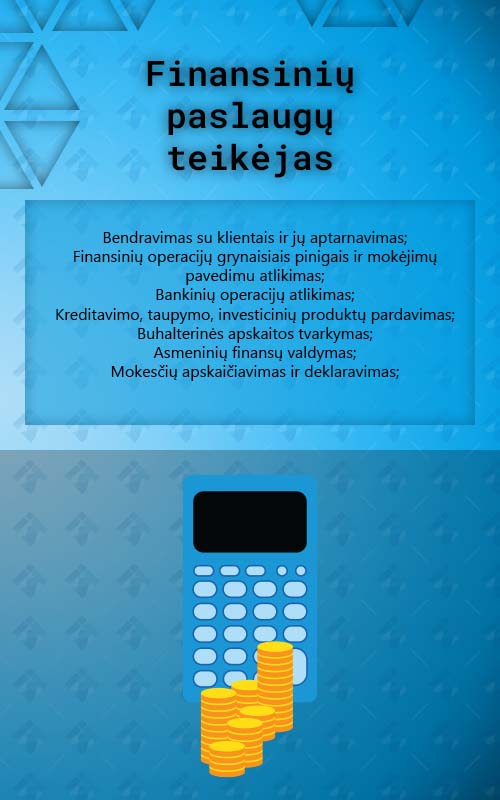 Finansinių
paslaugų
teikėjas
Bendravimas su klientais ir jų aptarnavimas;
Finansinių operacijų grynaisiais pinigais ir mokėjimų
pavedimu atlikimas;
Bankinių operacijų atlikimas;
Kreditavimo, taupymo, investicinių produktų pardavimas;
Buhalterinės apskaitos tvarkymas;
Asmeninių finansų valdymas;
Mokesčių apskaičiavimas ir deklaravimas;